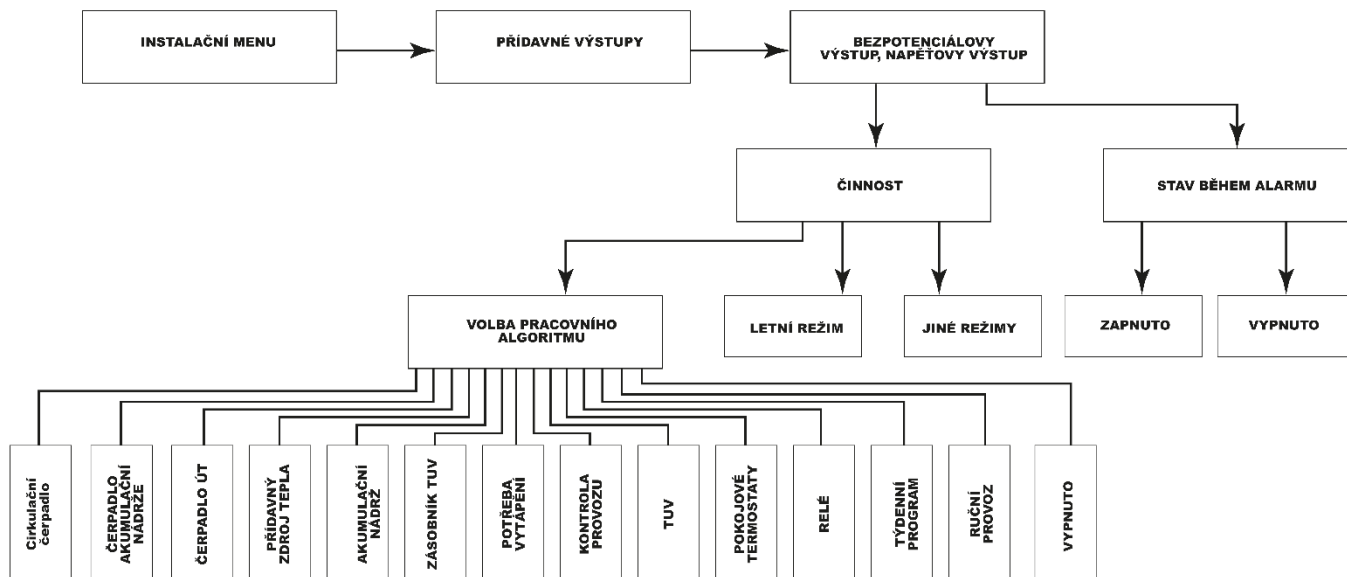 INSTALAČNÍ MENU
PŘÍDAVNÉ VÝSTUPY
BEZPOTENCIÁLOVY
VÝSTUP, NAPĚŤOVY VÝSTUP
ČINNOST
STAV BĚHEM ALARMU
VOLBA PRACOVNÍHO
ALGORITMU
LETNÍ REŽIM
JINÉ REŽIMY
ZAPNUTO
VYPNUTO
Cirkulační
čerpadlo
ČERPADLO
AKUMULAČNÍ
NÁDRŽE
ČERPADLO ÚT
PŘÍDAVNÝ
ZDROJ TEPLA
AKUMULAČNÍ
NÁDRŽ
ZÁSOBNÍK TUV
POTŘEBA
VYTÁPĚNÍ
KONTROLA
PROVOZU
TUV
POKOJOVÉ
TERMOSTATY
RELÉ
TÝDENNÍ
PROGRAM
RUČNÍ
PROVOZ
VYPNUTO